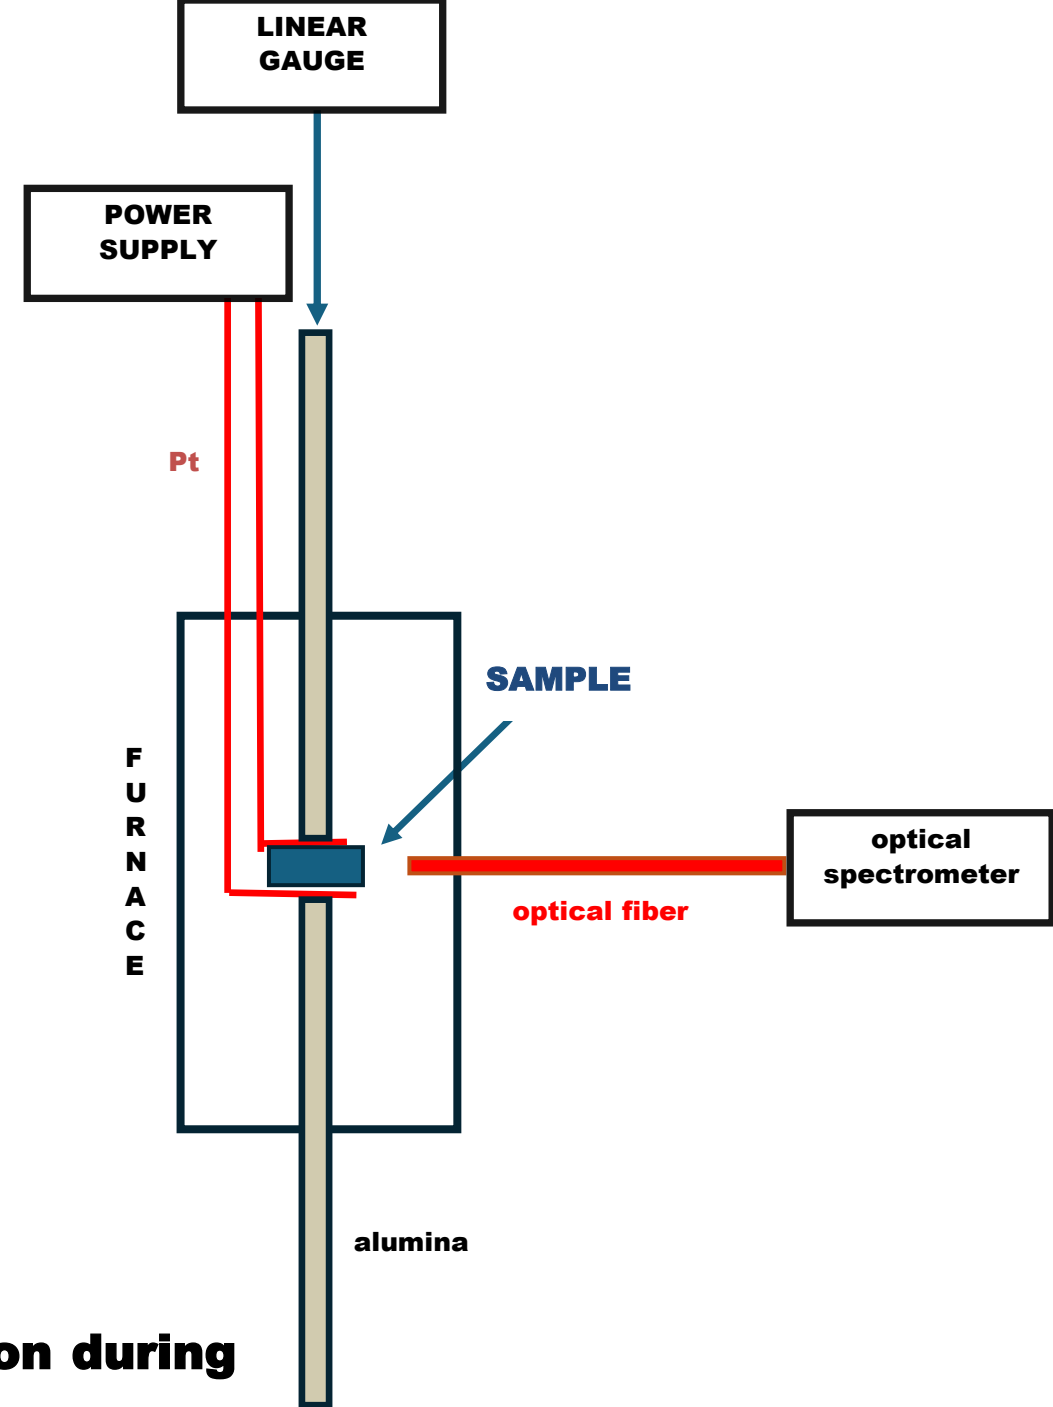 LINEAR
GAUGE
POWER
SUPPLY
Pt
SAMPLE
F
U
R
N
A
C
E
optical
spectrometer
optical fiber
alumina
on during